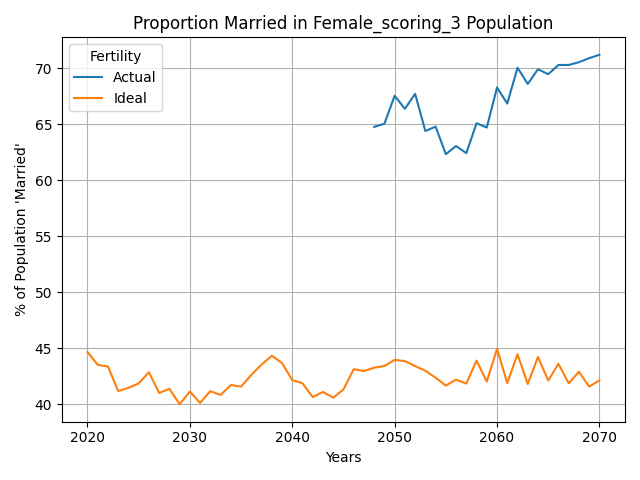 Proportion Married in Female_scoring_3 Population
Fertility
Actual
Ideal
% of Population 'Married'
70
65
60
55
50
45
40
2020
2030
2040
2050
2060
2070
Years